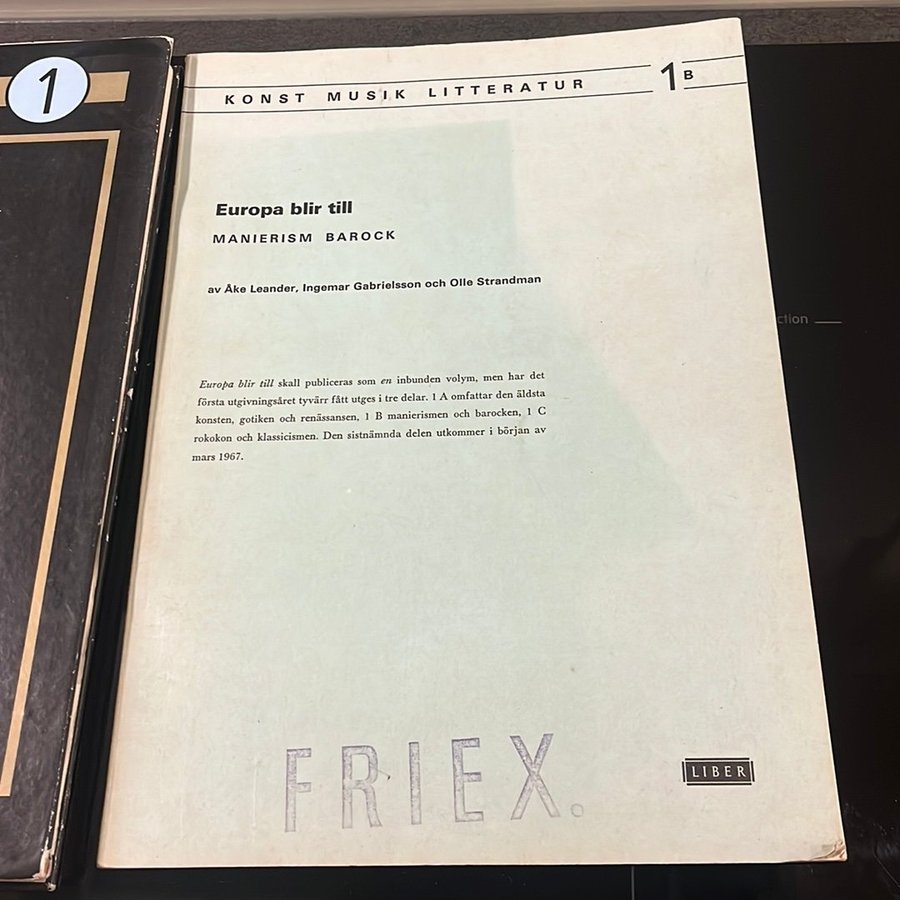 1
KONST MUSIK LITTERATUR 1 B
Europa blir till
MANIERISM BAROCK
av Åke Leander, Ingemar Gabrielsson och Olle Strandman
Europa blir till skall publiceras som en inbunden volym, men har det
första utgivningsåret tyvärr fått utges i tre delar. 1 A omfattar den äldsta
konsten, gotiken och renässansen, 1 B manierismen och barocken, 1 C
rokokon och klassicismen. Den sistnämnda delen utkommer i början av
mars 1967.
FRIEX.
LIBER